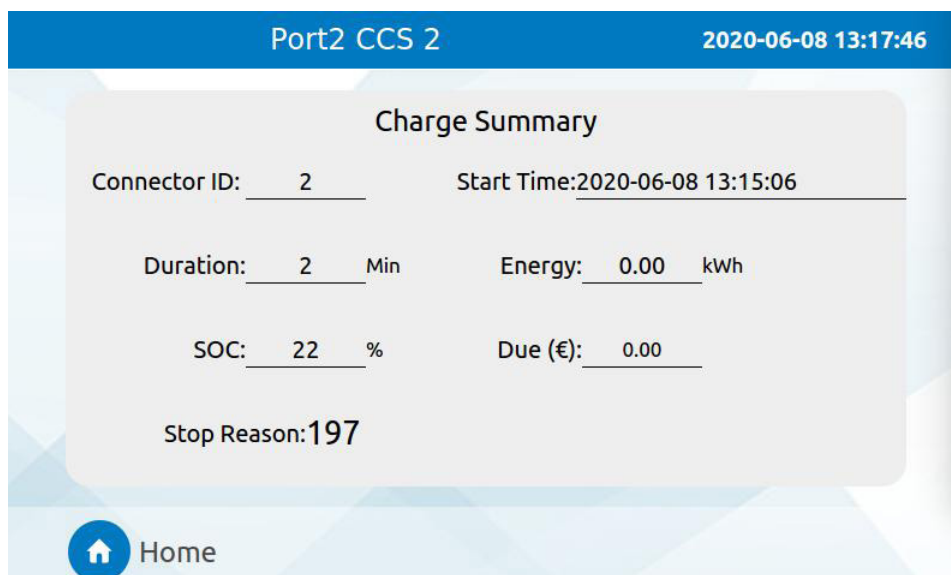 Port2 CCS 2 2020-06-08 13:17:46
Charge Summary
Connector ID: 2 Start Time:2020-06-08 13:15:06
Duration: 2 Min Energy: 0.00 kWh
SOC: 22 % Due (€): 0.00
Stop Reason:197
Home